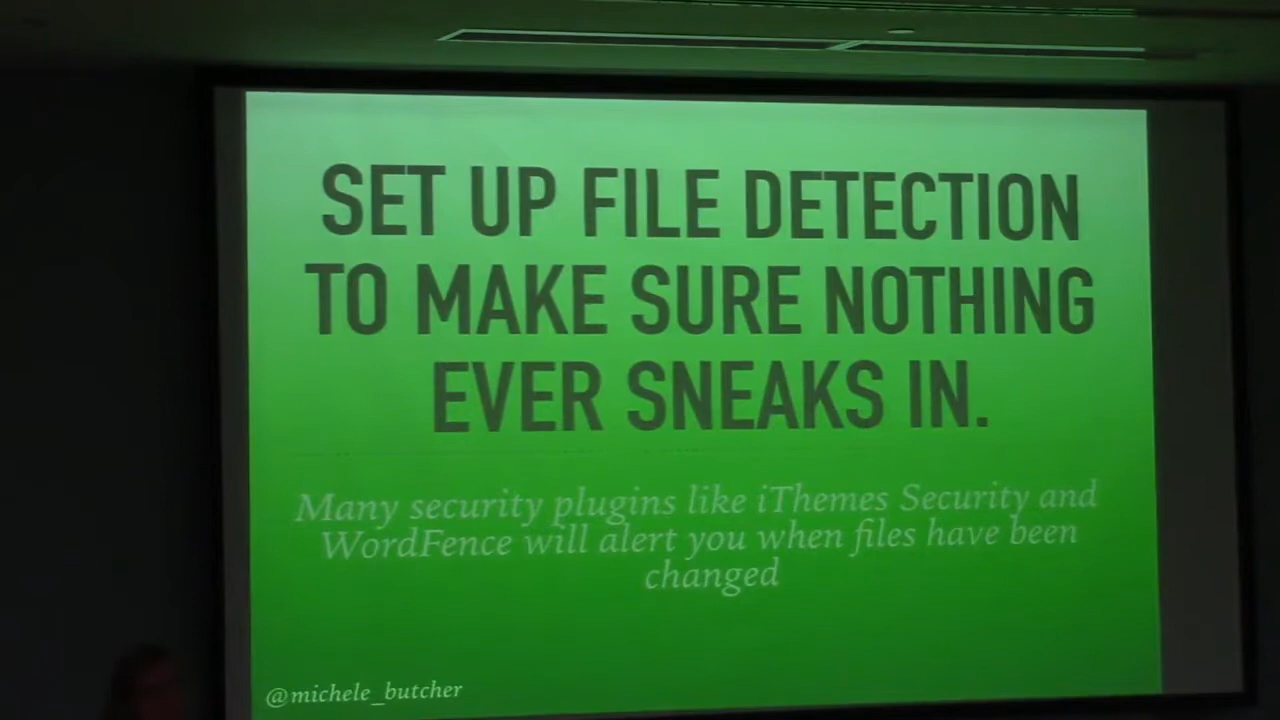 SET UP FILE DETECTION
TO MAKE SURE NOTHING
EVER SNEAKS IN.
Many security plugins like iThemes Security and
WordFence will alert you when files have been
changed
@michele_butcher